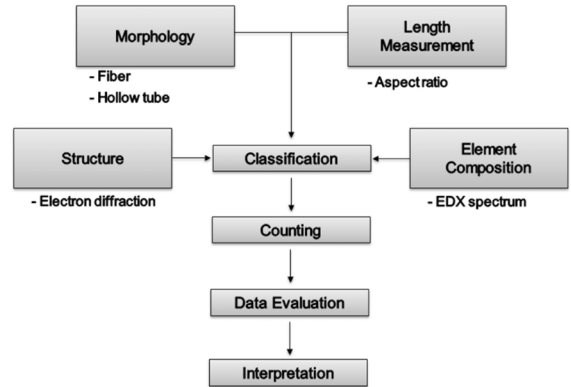 Morphology
Length
Measurement
- Fiber
- Hollow tube
- Aspect ratio
Structure
Classification
Element
Composition
- Electron diffraction
- EDX spectrum
Counting
Data Evaluation
Interpretation